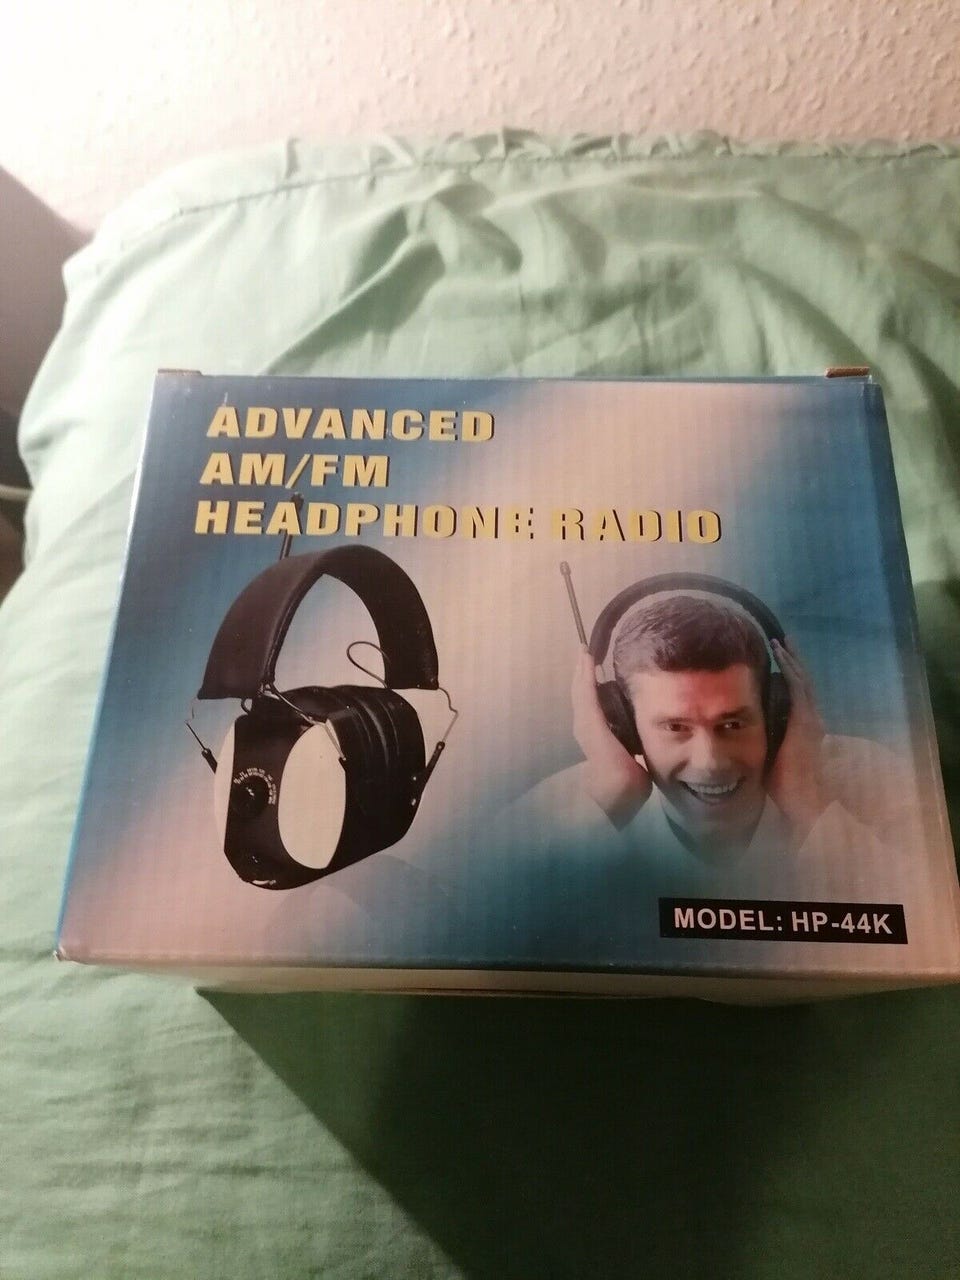 ADVANCED
AM/FM
HEADPHONE RADIO
MODEL: HP-44K